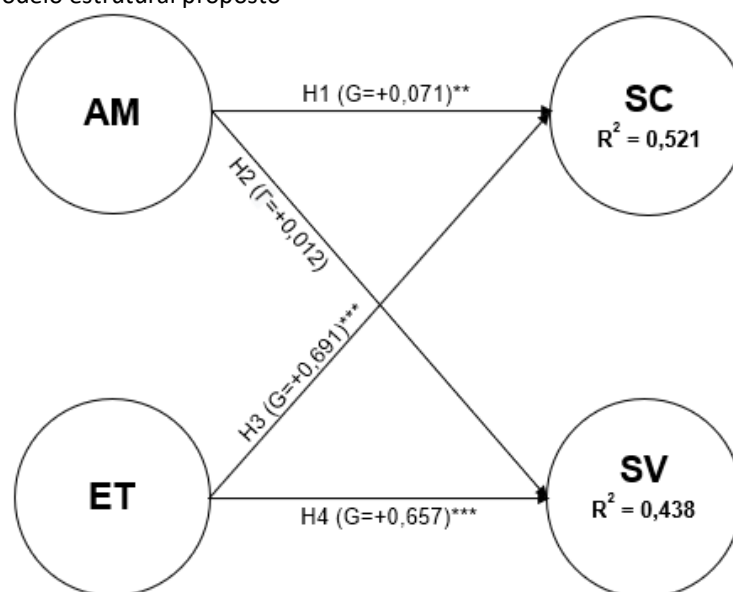 odelo estrutural proposto
AM
H1 (G=+0,071)**
SC
R² = 0,521
H2 (Γ=+0,012)
H3 (G=+0,691)***
ET
H4 (G=+0,657)***
SV
R² = 0,438